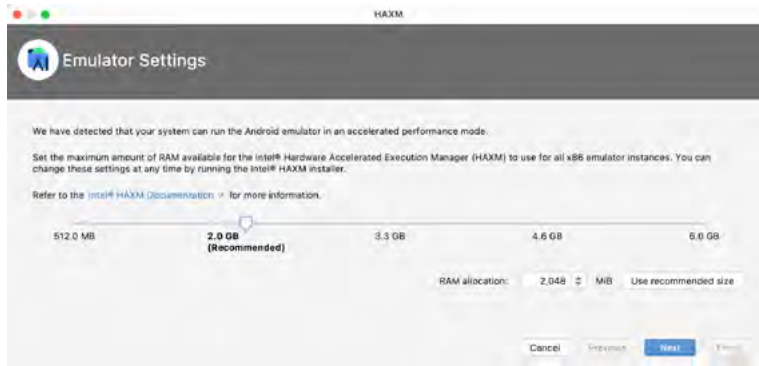 HAXM
Emulator Settings
We have detected that your system can run the Android emulator in an accelerated performance mode.
Set the maximum amount of RAM available for the Intel® Hardware Accelerated Execution Manager (HAXM) to use for all x86 emulator instances. You can
change these settings at any time by running the Intel® HAXM installer.
Refer to the Intel® HAXM Documentation for more information.
512.0 MB 2.0 GB 3.3 GB 4.6 GB 6.0 GB
(Recommended)
RAM allocation: 2,048 MiB Use recommended size
Cancel Previous Next Finish